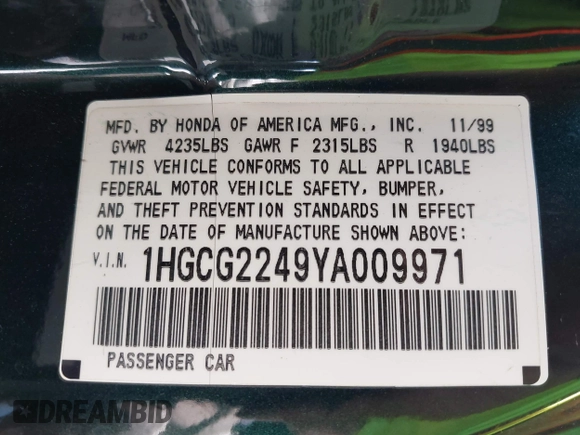 MFD. BY HONDA OF AMERICA MFG., INC. 11/99
GVWR 4235LBS GAWR F 2315LBS R 1940LBS
THIS VEHICLE CONFORMS TO ALL APPLICABLE
FEDERAL MOTOR VEHICLE SAFETY, BUMPER,
AND THEFT PREVENTION STANDARDS IN EFFECT
ON THE DATE OF MANUFACTURE SHOWN ABOVE:
V.I.N. 1HGCG2249YA009971
PASSENGER CAR
DREAMBID